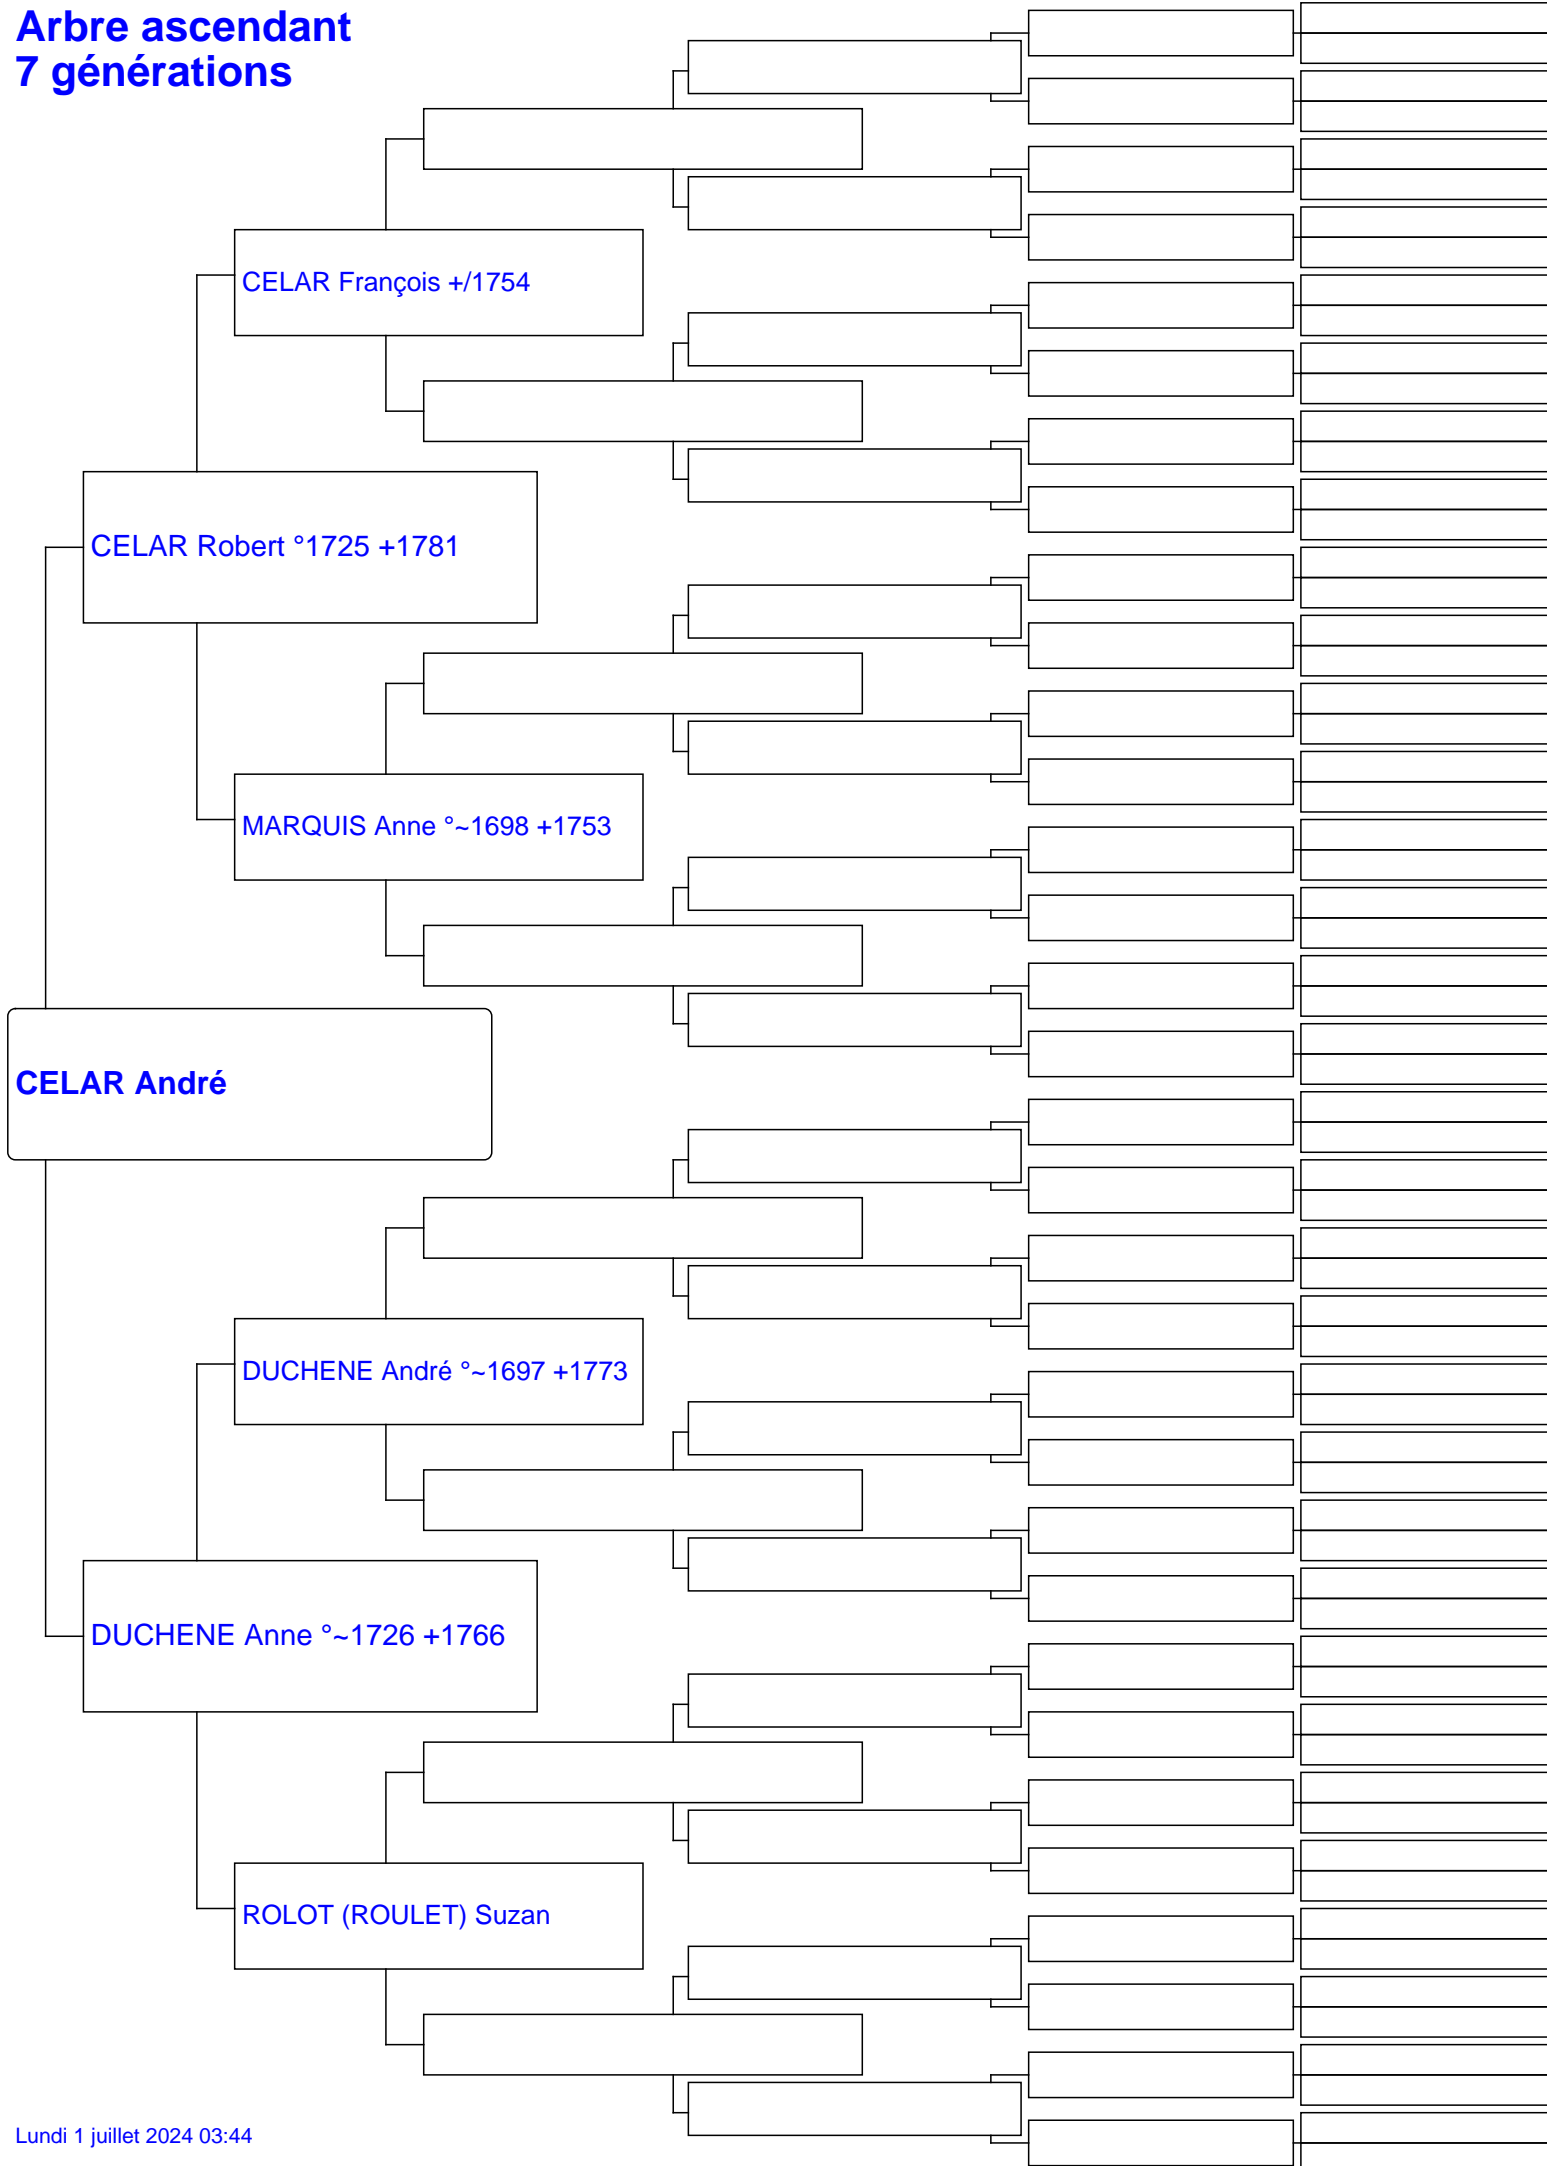 Arbre ascendant
7 générations
CELAR François +/1754
CELAR Robert °1725 +1781
MARQUIS Anne °~1698 +1753
CELAR André
DUCHENE André °~1697 +1773
DUCHENE Anne °~1726 +1766
ROLOT (ROULET) Suzan
Lundi 1 juillet 2024 03:44